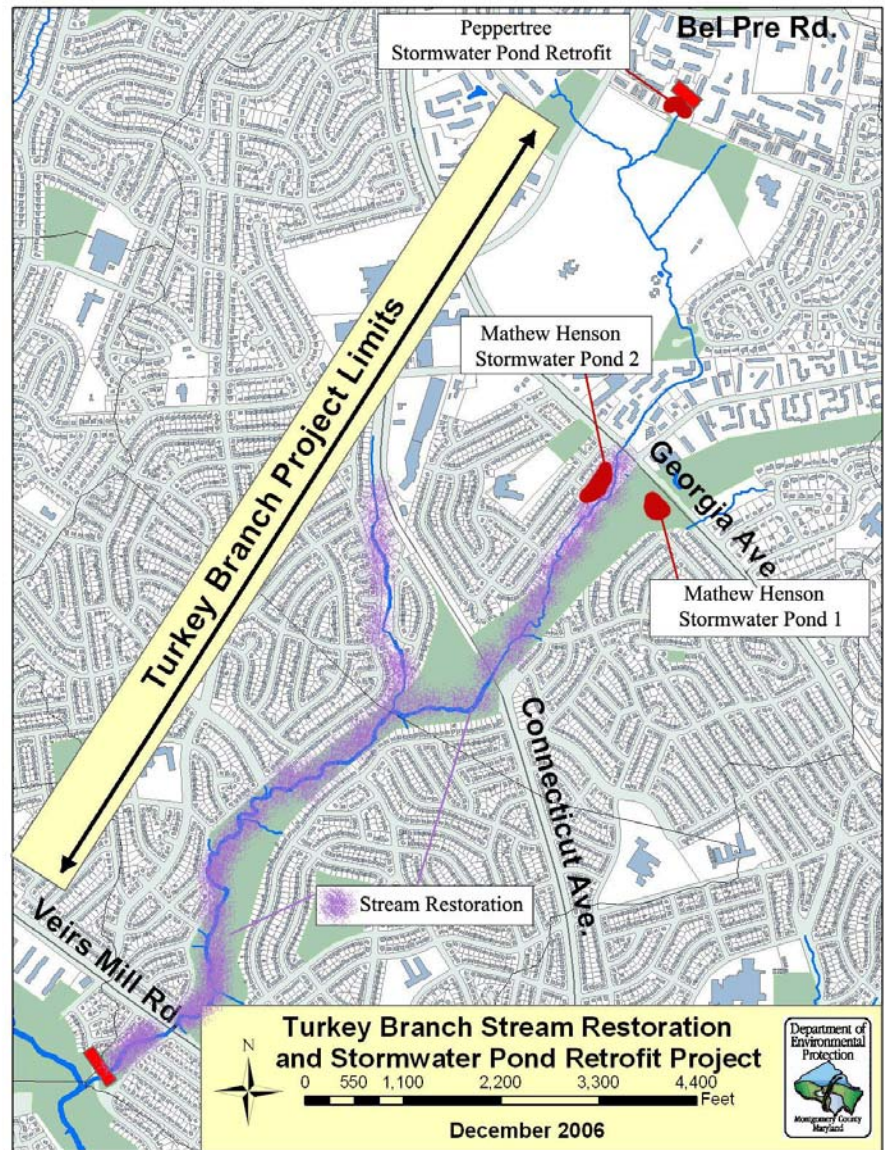 Bel Pre Rd.
Peppertree
Stormwater Pond Retrofit
Turkey Branch Project Limits
Mathew Henson
Stormwater Pond 2
Georgia Ave
Mathew Henson
Stormwater Pond 1
Connecticut Ave.
Stream Restoration
Veirs Mill Rd
Turkey Branch Stream Restoration
and Stormwater Pond Retrofit Project
N
0 550 1,100 2,200 3,300 4,400
Feet
December 2006
Department of
Environmental
Protection
Montgomery County
Maryland